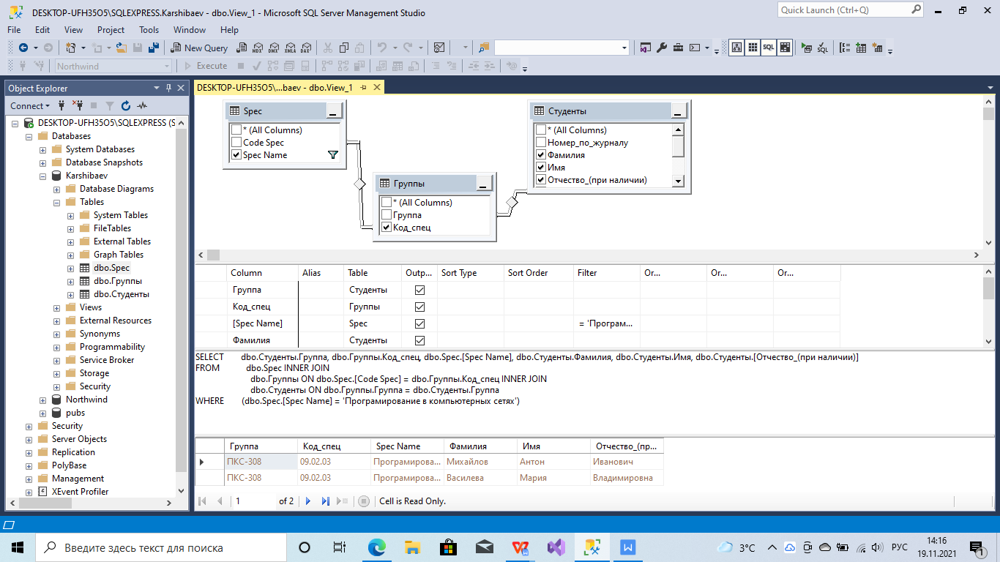 DESKTOP-UFH35O5\SQLEXPRESS.Karshibaev - dbo.View_1 - Microsoft SQL Server Management Studio
Quick Launch (Ctrl+Q)
File Edit View Project Tools Window Help
New Query MDX DMX XMLA DAX SQL SQL
Northwind Execute
Object Explorer
Connect
DESKTOP-UFH35O5\SQLEXPRESS (S
Databases
System Databases
Database Snapshots
Karshibaev
Database Diagrams
Tables
System Tables
FileTables
External Tables
Graph Tables
dbo.Spec
dbo.Группы
dbo.Студенты
Views
External Resources
Synonyms
Programmability
Service Broker
Storage
Security
Northwind
pubs
Security
Server Objects
Replication
PolyBase
Management
XEvent Profiler
DESKTOP-UFH35O5\...baev - dbo.View_1
Spec
* (All Columns)
Code Spec
Spec Name
Группы
* (All Columns)
Группа
Код_спец
Студенты
* (All Columns)
Номер_по_журналу
Фамилия
Имя
Отчество_(при наличии)
Column Alias Table Outp... Sort Type Sort Order Filter Or... Or... Or...
Группа Студенты
Код_спец Группы
[Spec Name] Spec = 'Програм...
Фамилия Студенты
SELECT dbo.Студенты.Группа, dbo.Группы.Код_спец, dbo.Spec.[Spec Name], dbo.Студенты.Фамилия, dbo.Студенты.Имя, dbo.Студенты.[Отчество_(при наличии)]
FROM dbo.Spec INNER JOIN
dbo.Группы ON dbo.Spec.[Code Spec] = dbo.Группы.Код_спец INNER JOIN
dbo.Студенты ON dbo.Группы.Группа = dbo.Студенты.Группа
WHERE (dbo.Spec.[Spec Name] = 'Програмирование в компьютерных сетях')
Группа Код_спец Spec Name Фамилия Имя Отчество_(пр...
ПКС-308 09.02.03 Програмирова... Михайлов Антон Иванович
ПКС-308 09.02.03 Програмирова... Василева Мария Владимировна
1 of 2 Cell is Read Only.
Введите здесь текст для поиска
3°C
РУС
14:16
19.11.2021
1